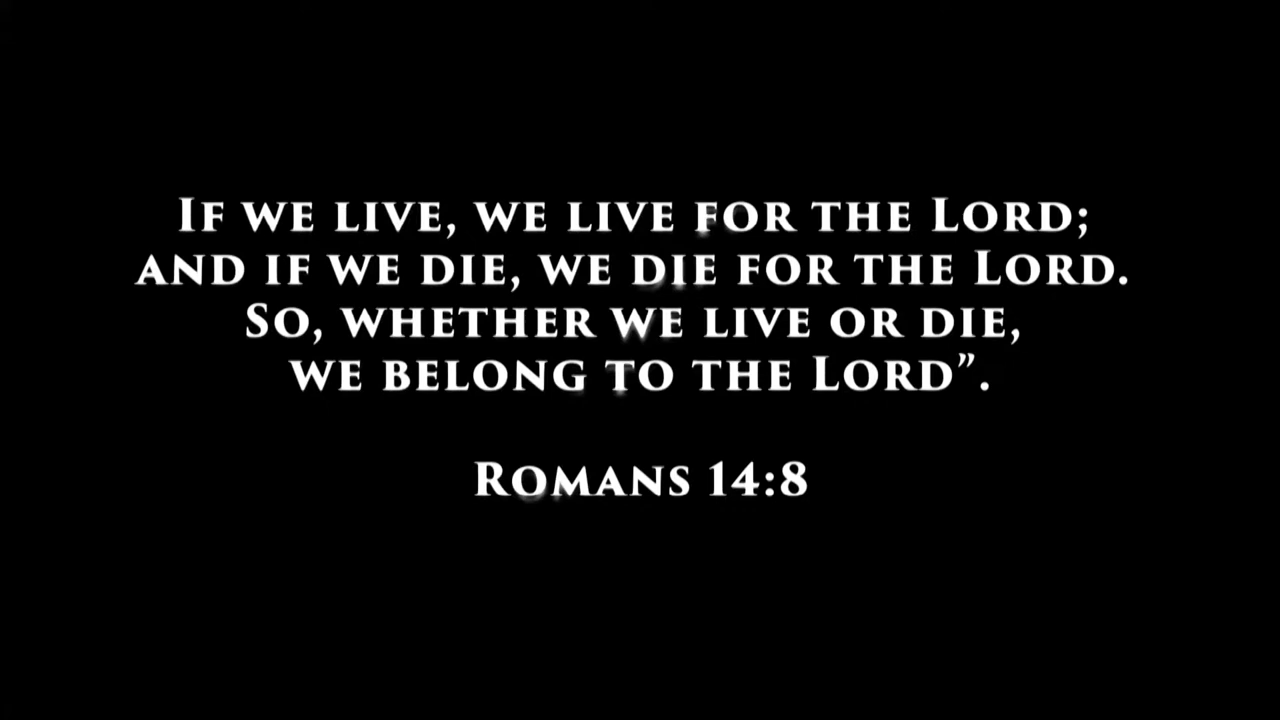 If we live, we live for the Lord;
and if we die, we die for the Lord.
So, whether we live or die,
we belong to the Lord”.
Romans 14:8